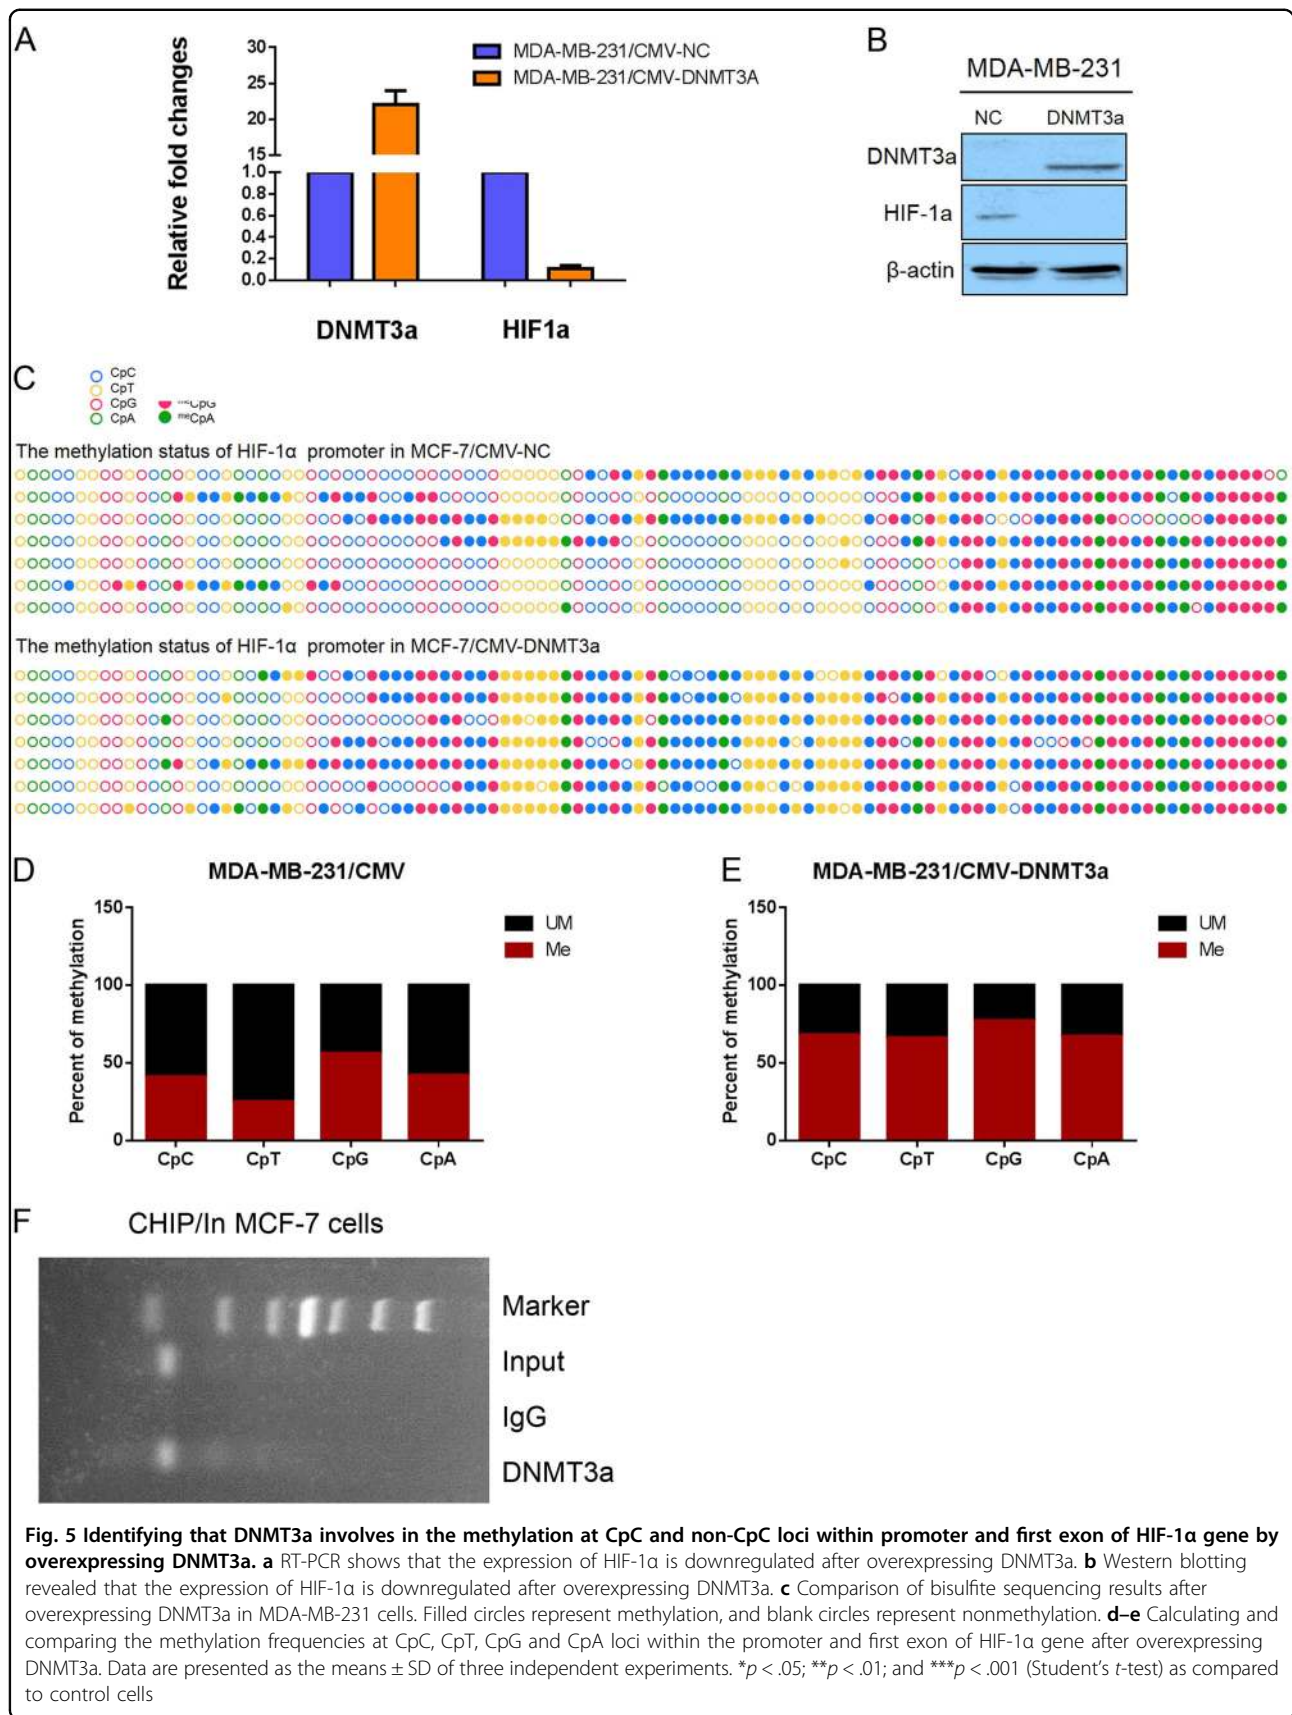 A
Relative fold changes
30
25
20
15
1.0
0.8
0.6
0.4
0.2
0.0
MDA-MB-231/CMV-NC
MDA-MB-231/CMV-DNMT3A
DNMT3a HIF1a
B
MDA-MB-231
NC DNMT3a
DNMT3a
HIF-1a
β-actin
C
CpC
CpT
CpG
CpA meCpA
The methylation status of HIF-1α promoter in MCF-7/CMV-NC
The methylation status of HIF-1α promoter in MCF-7/CMV-DNMT3a
D
MDA-MB-231/CMV
Percent of methylation
150
100
50
0
UM
Me
CpC CpT CpG CpA
E
MDA-MB-231/CMV-DNMT3a
Percent of methylation
150
100
50
0
UM
Me
CpC CpT CpG CpA
F
CHIP/In MCF-7 cells
Marker
Input
IgG
DNMT3a
Fig. 5 Identifying that DNMT3a involves in the methylation at CpC and non-CpC loci within promoter and first exon of HIF-1α gene by
overexpressing DNMT3a. a RT-PCR shows that the expression of HIF-1α is downregulated after overexpressing DNMT3a. b Western blotting
revealed that the expression of HIF-1α is downregulated after overexpressing DNMT3a. c Comparison of bisulfite sequencing results after
overexpressing DNMT3a in MDA-MB-231 cells. Filled circles represent methylation, and blank circles represent nonmethylation. d–e Calculating and
comparing the methylation frequencies at CpC, CpT, CpG and CpA loci within the promoter and first exon of HIF-1α gene after overexpressing
DNMT3a. Data are presented as the means ± SD of three independent experiments. *p < .05; **p < .01; and ***p < .001 (Student's t-test) as compared
to control cells